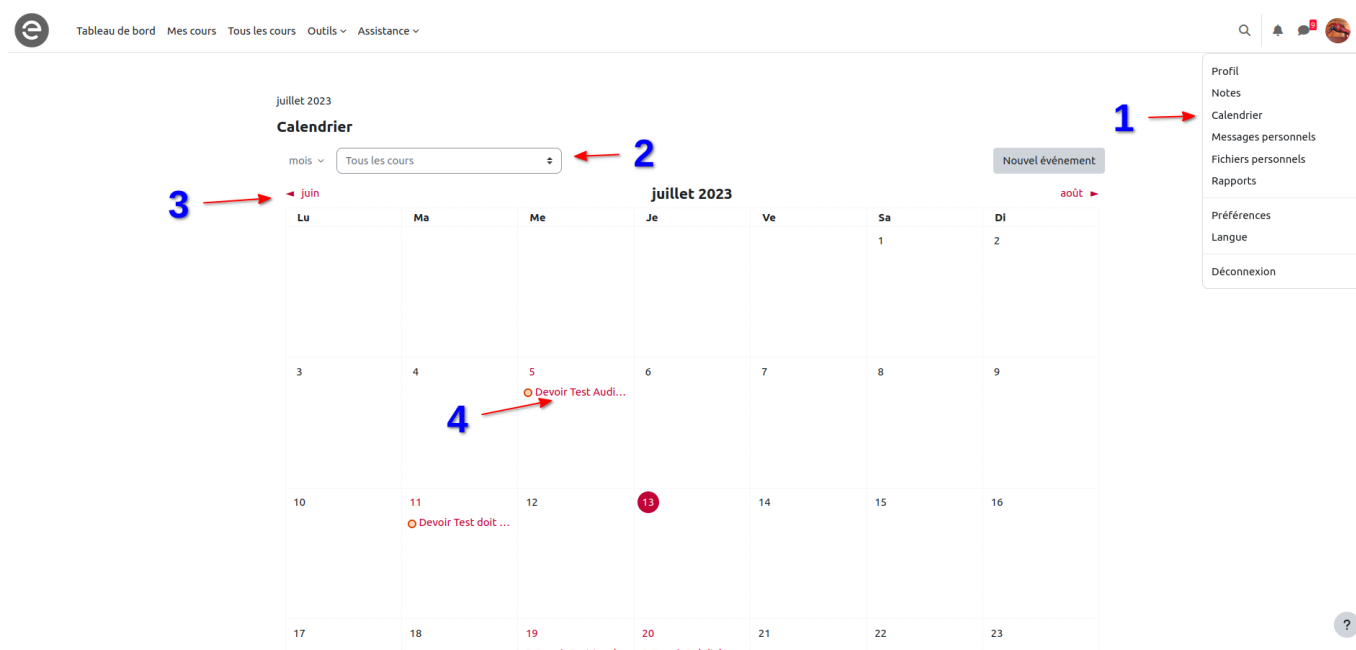 e Tableau de bord Mes cours Tous les cours Outils Assistance 9
Profil
Notes
Calendrier
Messages personnels
Fichiers personnels
Rapports
Préférences
Langue
Déconnexion
1
juillet 2023
Calendrier
mois Tous les cours 2 Nouvel événement
3 ◄ juin juillet 2023 août ►
Lu Ma Me Je Ve Sa Di
1 2
3 4 5 6 7 8 9
Devoir Test Audi...
4
10 11 12 13 14 15 16
Devoir Test doit ...
17 18 19 20 21 22 23
?